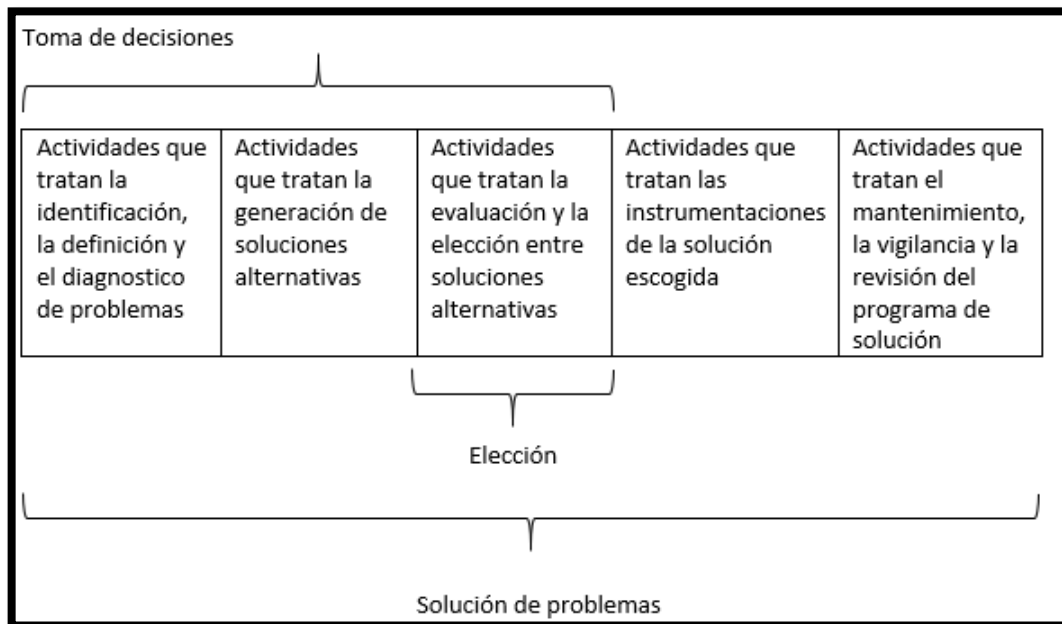 Toma de decisiones
Actividades que
tratan la
identificación,
la definición y
el diagnostico
de problemas
Actividades
que tratan la
generación de
soluciones
alternativas
Actividades
que tratan la
evaluación y la
elección entre
soluciones
alternativas
Actividades que
tratan las
instrumentaciones
de la solución
escogida
Actividades que
tratan el
mantenimiento,
la vigilancia y la
revisión del
programa de
solución
Elección
Solución de problemas